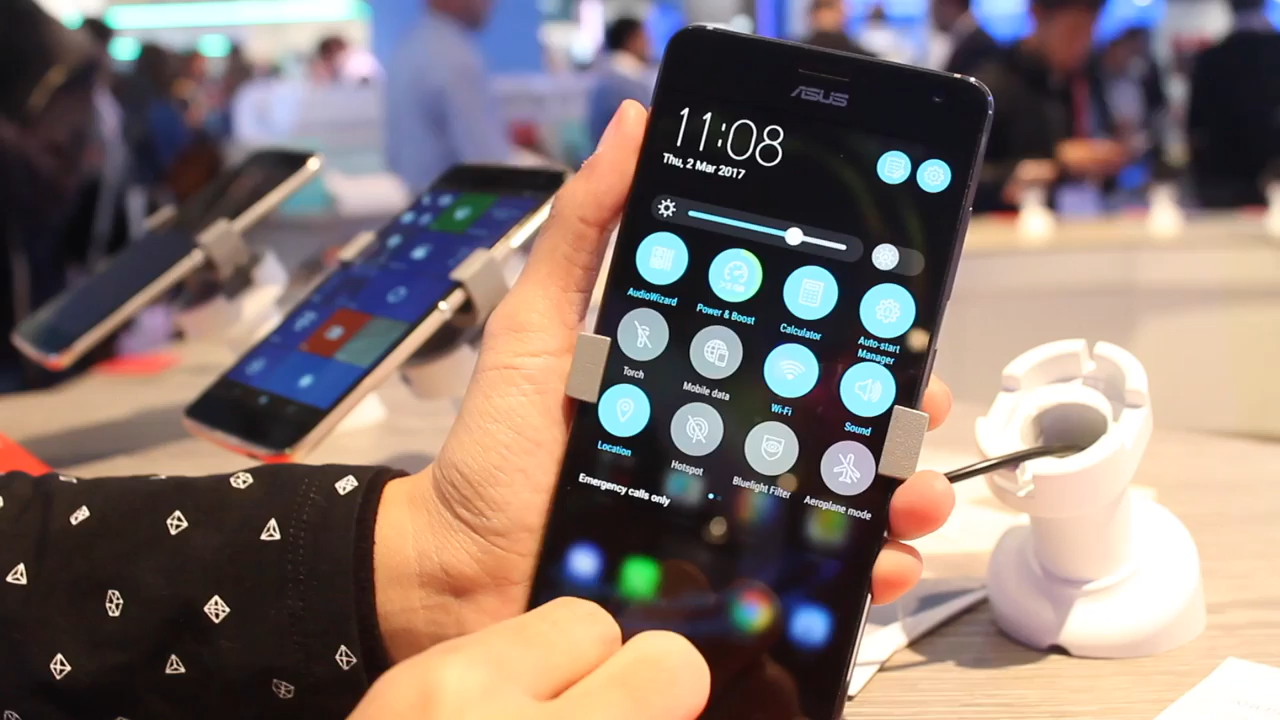 ASUS
11:08
Thu, 2 Mar 2017
AudioWizard
Power & Boost
Calculator
Auto-start
Manager
Torch
Mobile data
Wi-Fi
Sound
Location
Hotspot
Bluelight Filter
Aeroplane mode
Emergency calls only